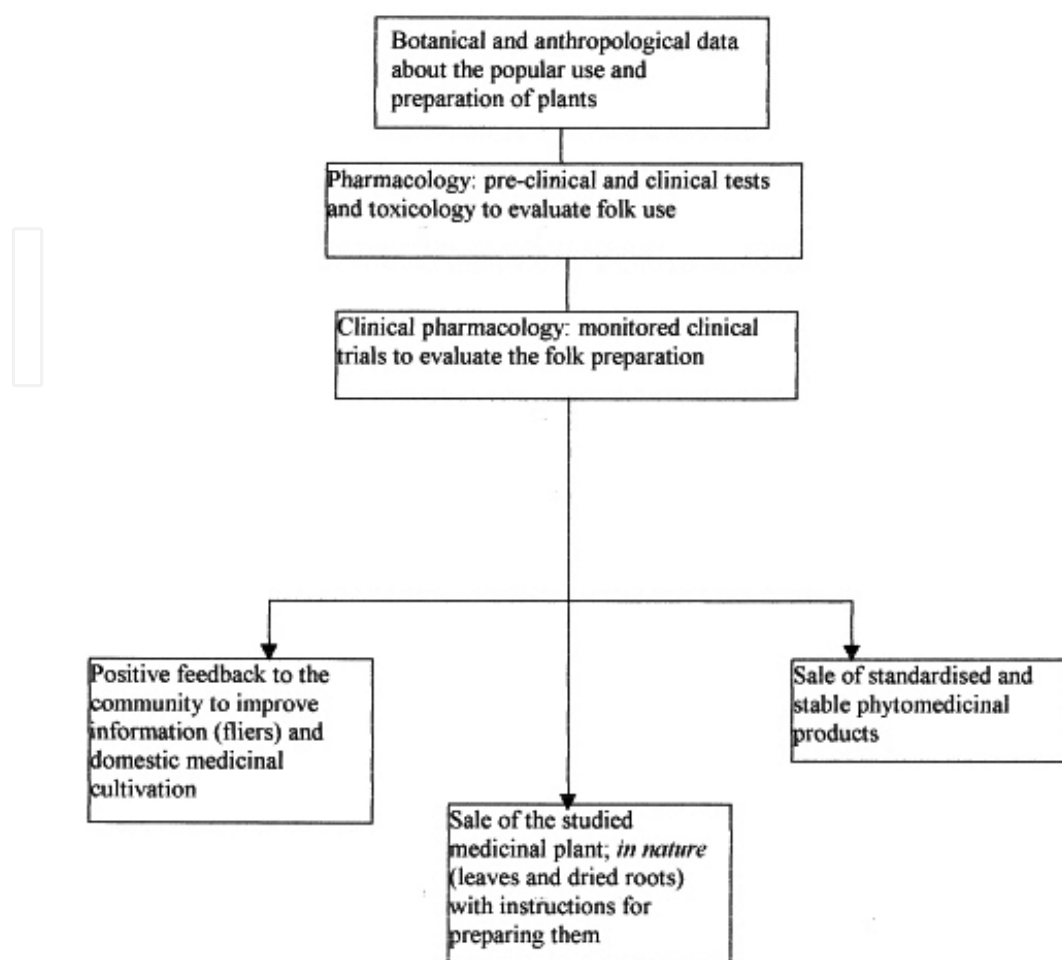 Botanical and anthropological data
about the popular use and
preparation of plants
Pharmacology: pre-clinical and clinical tests
and toxicology to evaluate folk use
Clinical pharmacology: monitored clinical
trials to evaluate the folk preparation
Positive feedback to the
community to improve
information (fliers) and
domestic medicinal
cultivation
Sale of the studied
medicinal plant; in nature
(leaves and dried roots)
with instructions for
preparing them
Sale of standardised and
stable phytomedicinal
products